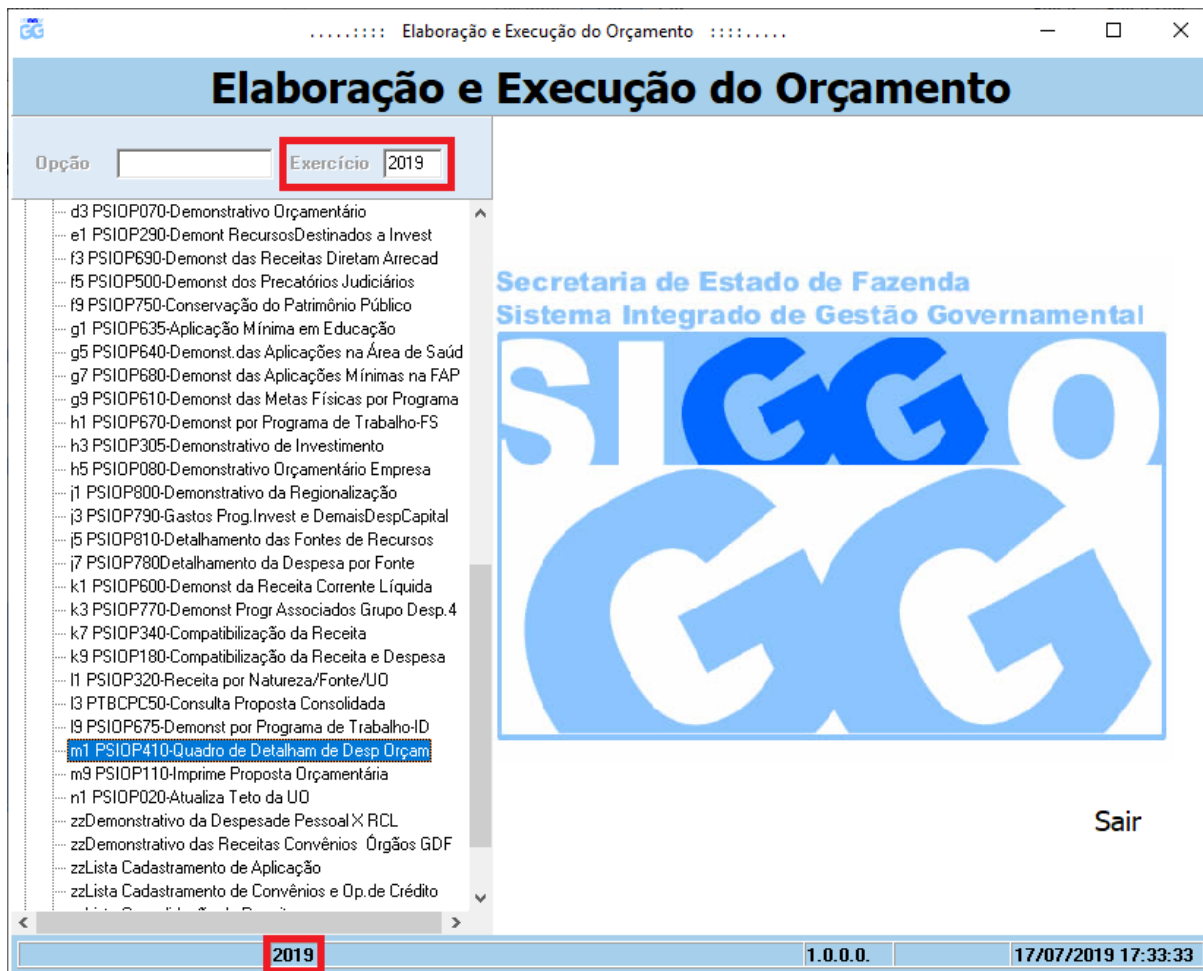 .....:::: Elaboração e Execução do Orçamento ::::.....
Elaboração e Execução do Orçamento
Opção
Exercício 2019
d3 PSIOP070-Demonstrativo Orçamentário
e1 PSIOP290-Demont RecursosDestinados a Invest
f3 PSIOP690-Demonst das Receitas Diretam Arrecad
f5 PSIOP500-Demonst dos Precatórios Judiciários
f9 PSIOP750-Conservação do Patrimônio Público
g1 PSIOP635-Aplicação Mínima em Educação
g5 PSIOP640-Demonst.das Aplicações na Área de Saúd
g7 PSIOP680-Demonst das Aplicações Mínimas na FAP
g9 PSIOP610-Demonst das Metas Físicas por Programa
h1 PSIOP670-Demonst por Programa de Trabalho-FS
h3 PSIOP305-Demonstrativo de Investimento
h5 PSIOP080-Demonstrativo Orçamentário Empresa
j1 PSIOP800-Demonstrativo da Regionalização
j3 PSIOP790-Gastos Prog.Invest e DemaisDespCapital
j5 PSIOP810-Detalhamento das Fontes de Recursos
j7 PSIOP780Detalhamento da Despesa por Fonte
k1 PSIOP600-Demonst da Receita Corrente Líquida
k3 PSIOP770-Demonst Progr Associados Grupo Desp.4
k7 PSIOP340-Compatibilização da Receita
k9 PSIOP180-Compatibilização da Receita e Despesa
l1 PSIOP320-Receita por Natureza/Fonte/UO
l3 PTBCPC50-Consulta Proposta Consolidada
l9 PSIOP675-Demonst por Programa de Trabalho-ID
m1 PSIOP410-Quadro de Detalham de Desp Orçam
m9 PSIOP110-Imprime Proposta Orçamentária
n1 PSIOP020-Atualiza Teto da UO
zzDemonstrativo da Despesade Pessoal X RCL
zzDemonstrativo das Receitas Convênios Órgãos GDF
zzLista Cadastramento de Aplicação
zzLista Cadastramento de Convênios e Op.de Crédito
Secretaria de Estado de Fazenda
Sistema Integrado de Gestão Governamental
SIGGO
GG
Sair
2019
1.0.0.0.
17/07/2019 17:33:33